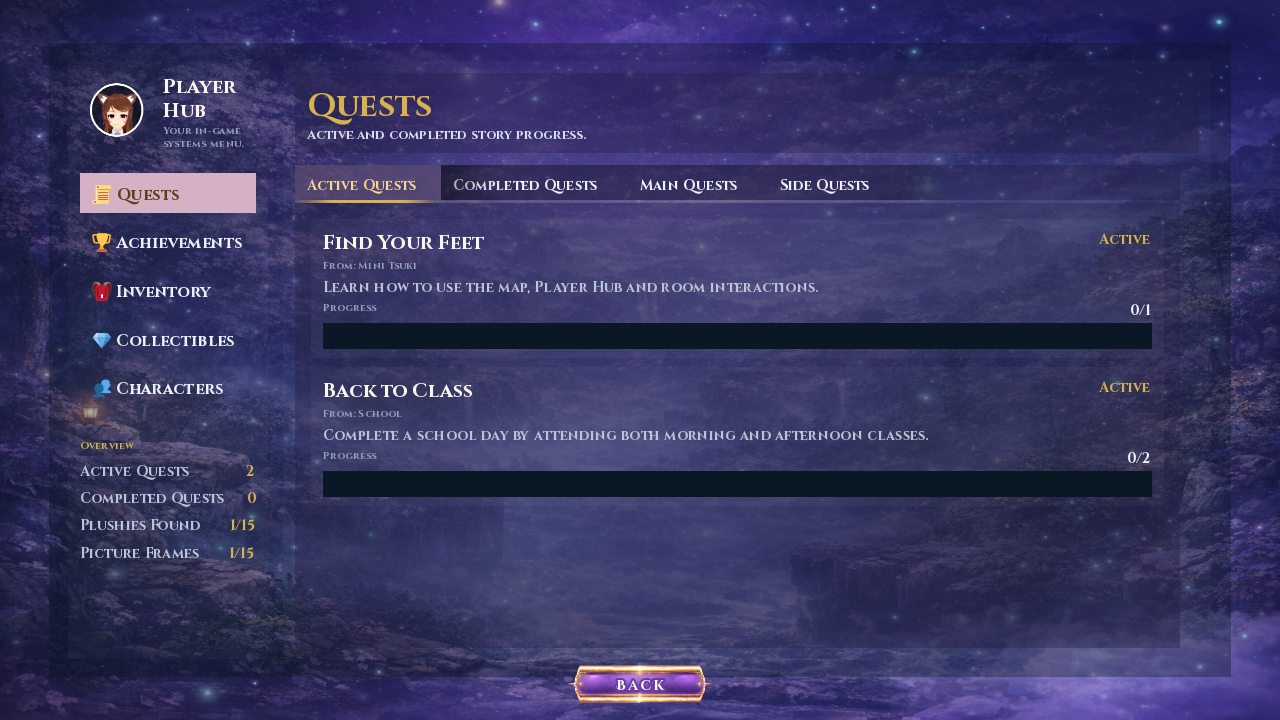 Player
Hub
Your in-game
systems menu.
Quests
Achievements
Inventory
Collectibles
Characters
Overview
Active Quests 2
Completed Quests 0
Plushies Found 1/15
Picture Frames 1/15
Quests
Active and completed story progress.
Active Quests Completed Quests Main Quests Side Quests
Find Your Feet Active
From: Mini Tsuki
Learn how to use the map, Player Hub and room interactions.
Progress 0/1
Back to Class Active
From: School
Complete a school day by attending both morning and afternoon classes.
Progress 0/2
BACK